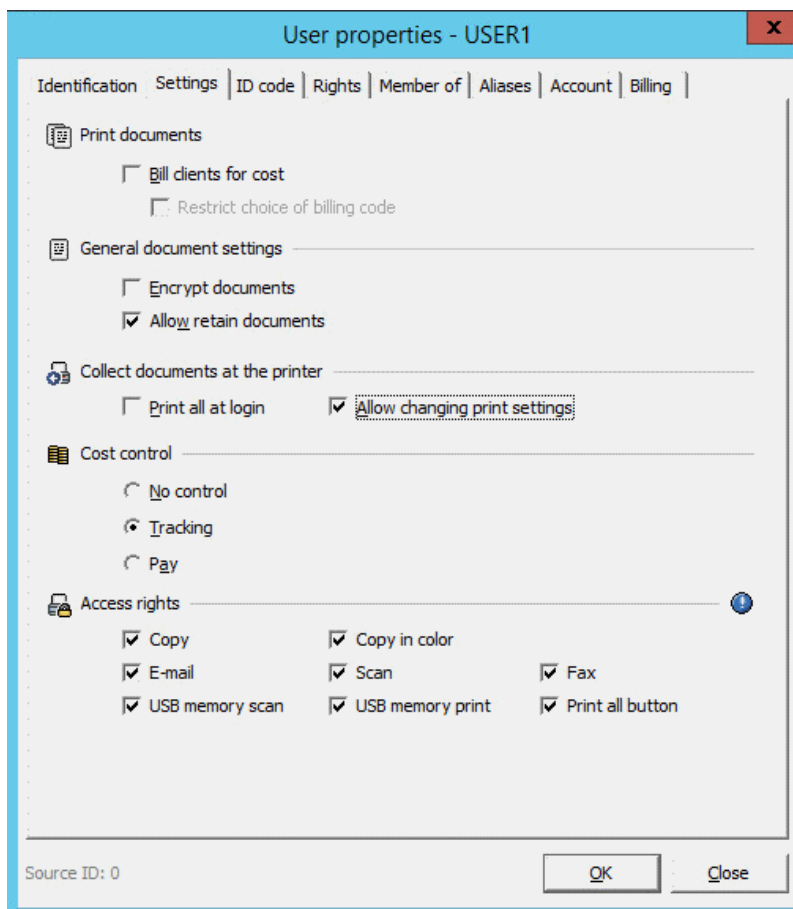 User properties - USER1
x
Identification Settings ID code Rights Member of Aliases Account Billing
Print documents
Bill clients for cost
Restrict choice of billing code
General document settings
Encrypt documents
Allow retain documents
Collect documents at the printer
Print all at login Allow changing print settings
Cost control
No control
Tracking
Pay
Access rights
Copy Copy in color
E-mail Scan Fax
USB memory scan USB memory print Print all button
Source ID: 0 OK Close